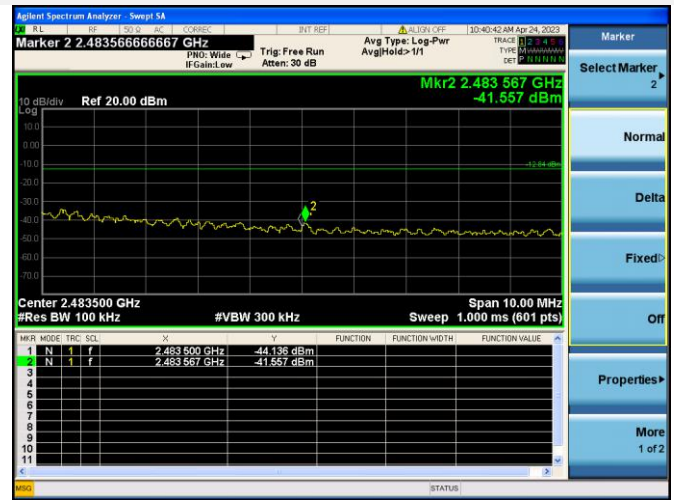 Agilent Spectrum Analyzer - Swept SA
RL RF 50 Ω AC CORREC INT REF ALIGN OFF 10:40:42 AM Apr 24, 2023
Marker 2 2.483566666667 GHz
PNO: Wide
IFGain:Low
Trig: Free Run
Atten: 30 dB
Avg Type: Log-Pwr
Avg|Hold>1/1
TRACE 1 2 3 4 5 6
TYPE
DET P N N N N N
Mkr2 2.483 567 GHz
-41.557 dBm
10 dB/div Ref 20.00 dBm
Log
10.0
0.00
-10.0
-12.84 dBm
-20.0
-30.0
2
-40.0
-50.0
-60.0
-70.0
Center 2.483500 GHz Span 10.00 MHz
#Res BW 100 kHz #VBW 300 kHz Sweep 1.000 ms (601 pts)
MKR MODE TRC SCL X Y FUNCTION FUNCTION WIDTH FUNCTION VALUE
1 N 1 f 2.483 500 GHz -44.136 dBm
2 N 1 f 2.483 567 GHz -41.557 dBm
3
4
5
6
7
8
9
10
11
MSG STATUS
Marker
Select Marker
2
Normal
Delta
Fixed
Off
Properties
More
1 of 2